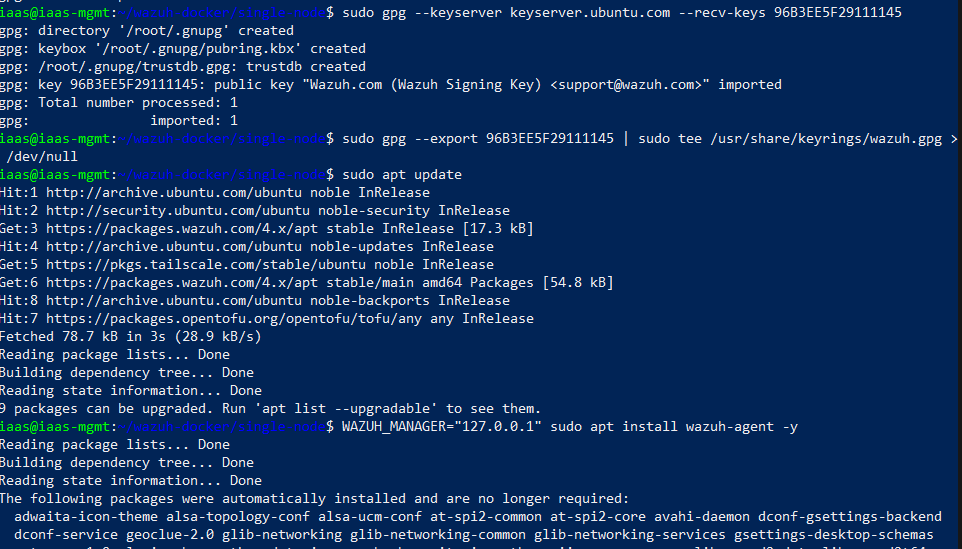 iaas@iaas-mgmt:~/wazuh-docker/single-node$ sudo gpg --keyserver keyserver.ubuntu.com --recv-keys 96B3EE5F29111145
gpg: directory '/root/.gnupg' created
gpg: keybox '/root/.gnupg/pubring.kbx' created
gpg: /root/.gnupg/trustdb.gpg: trustdb created
gpg: key 96B3EE5F29111145: public key "Wazuh.com (Wazuh Signing Key) <support@wazuh.com>" imported
gpg: Total number processed: 1
gpg:               imported: 1
iaas@iaas-mgmt:~/wazuh-docker/single-node$ sudo gpg --export 96B3EE5F29111145 | sudo tee /usr/share/keyrings/wazuh.gpg >
/dev/null
iaas@iaas-mgmt:~/wazuh-docker/single-node$ sudo apt update
Hit:1 http://archive.ubuntu.com/ubuntu noble InRelease
Hit:2 http://security.ubuntu.com/ubuntu noble-security InRelease
Get:3 https://packages.wazuh.com/4.x/apt stable InRelease [17.3 kB]
Hit:4 http://archive.ubuntu.com/ubuntu noble-updates InRelease
Get:5 https://pkgs.tailscale.com/stable/ubuntu noble InRelease
Get:6 https://packages.wazuh.com/4.x/apt stable/main amd64 Packages [54.8 kB]
Hit:8 http://archive.ubuntu.com/ubuntu noble-backports InRelease
Hit:7 https://packages.opentofu.org/opentofu/tofu/any any InRelease
Fetched 78.7 kB in 3s (28.9 kB/s)
Reading package lists... Done
Building dependency tree... Done
Reading state information... Done
9 packages can be upgraded. Run 'apt list --upgradable' to see them.
iaas@iaas-mgmt:~/wazuh-docker/single-node$ WAZUH_MANAGER="127.0.0.1" sudo apt install wazuh-agent -y
Reading package lists... Done
Building dependency tree... Done
Reading state information... Done
The following packages were automatically installed and are no longer required:
adwaita-icon-theme alsa-topology-conf alsa-ucm-conf at-spi2-common at-spi2-core avahi-daemon dconf-gsettings-backend
dconf-service geoclue-2.0 glib-networking glib-networking-common glib-networking-services gsettings-desktop-schemas